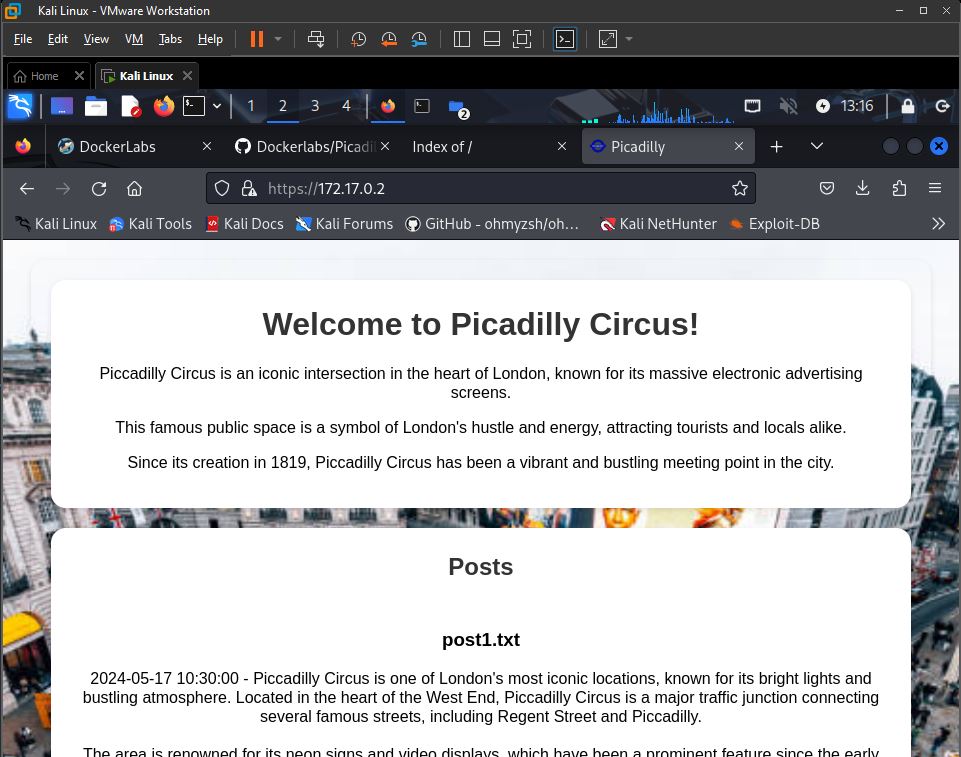 Kali Linux - VMware Workstation
File Edit View VM Tabs Help
Home Kali Linux
1 2 3 4 2 13:16
DockerLabs Dockerlabs/Picadil Index of / Picadilly
https://172.17.0.2
Kali Linux Kali Tools Kali Docs Kali Forums GitHub - ohmyzsh/oh... Kali NetHunter Exploit-DB
Welcome to Picadilly Circus!
Piccadilly Circus is an iconic intersection in the heart of London, known for its massive electronic advertising
screens.
This famous public space is a symbol of London's hustle and energy, attracting tourists and locals alike.
Since its creation in 1819, Piccadilly Circus has been a vibrant and bustling meeting point in the city.
Posts
post1.txt
2024-05-17 10:30:00 - Piccadilly Circus is one of London's most iconic locations, known for its bright lights and
bustling atmosphere. Located in the heart of the West End, Piccadilly Circus is a major traffic junction connecting
several famous streets, including Regent Street and Piccadilly.
The area is renowned for its neon signs and video displays, which have been a prominent feature since the early